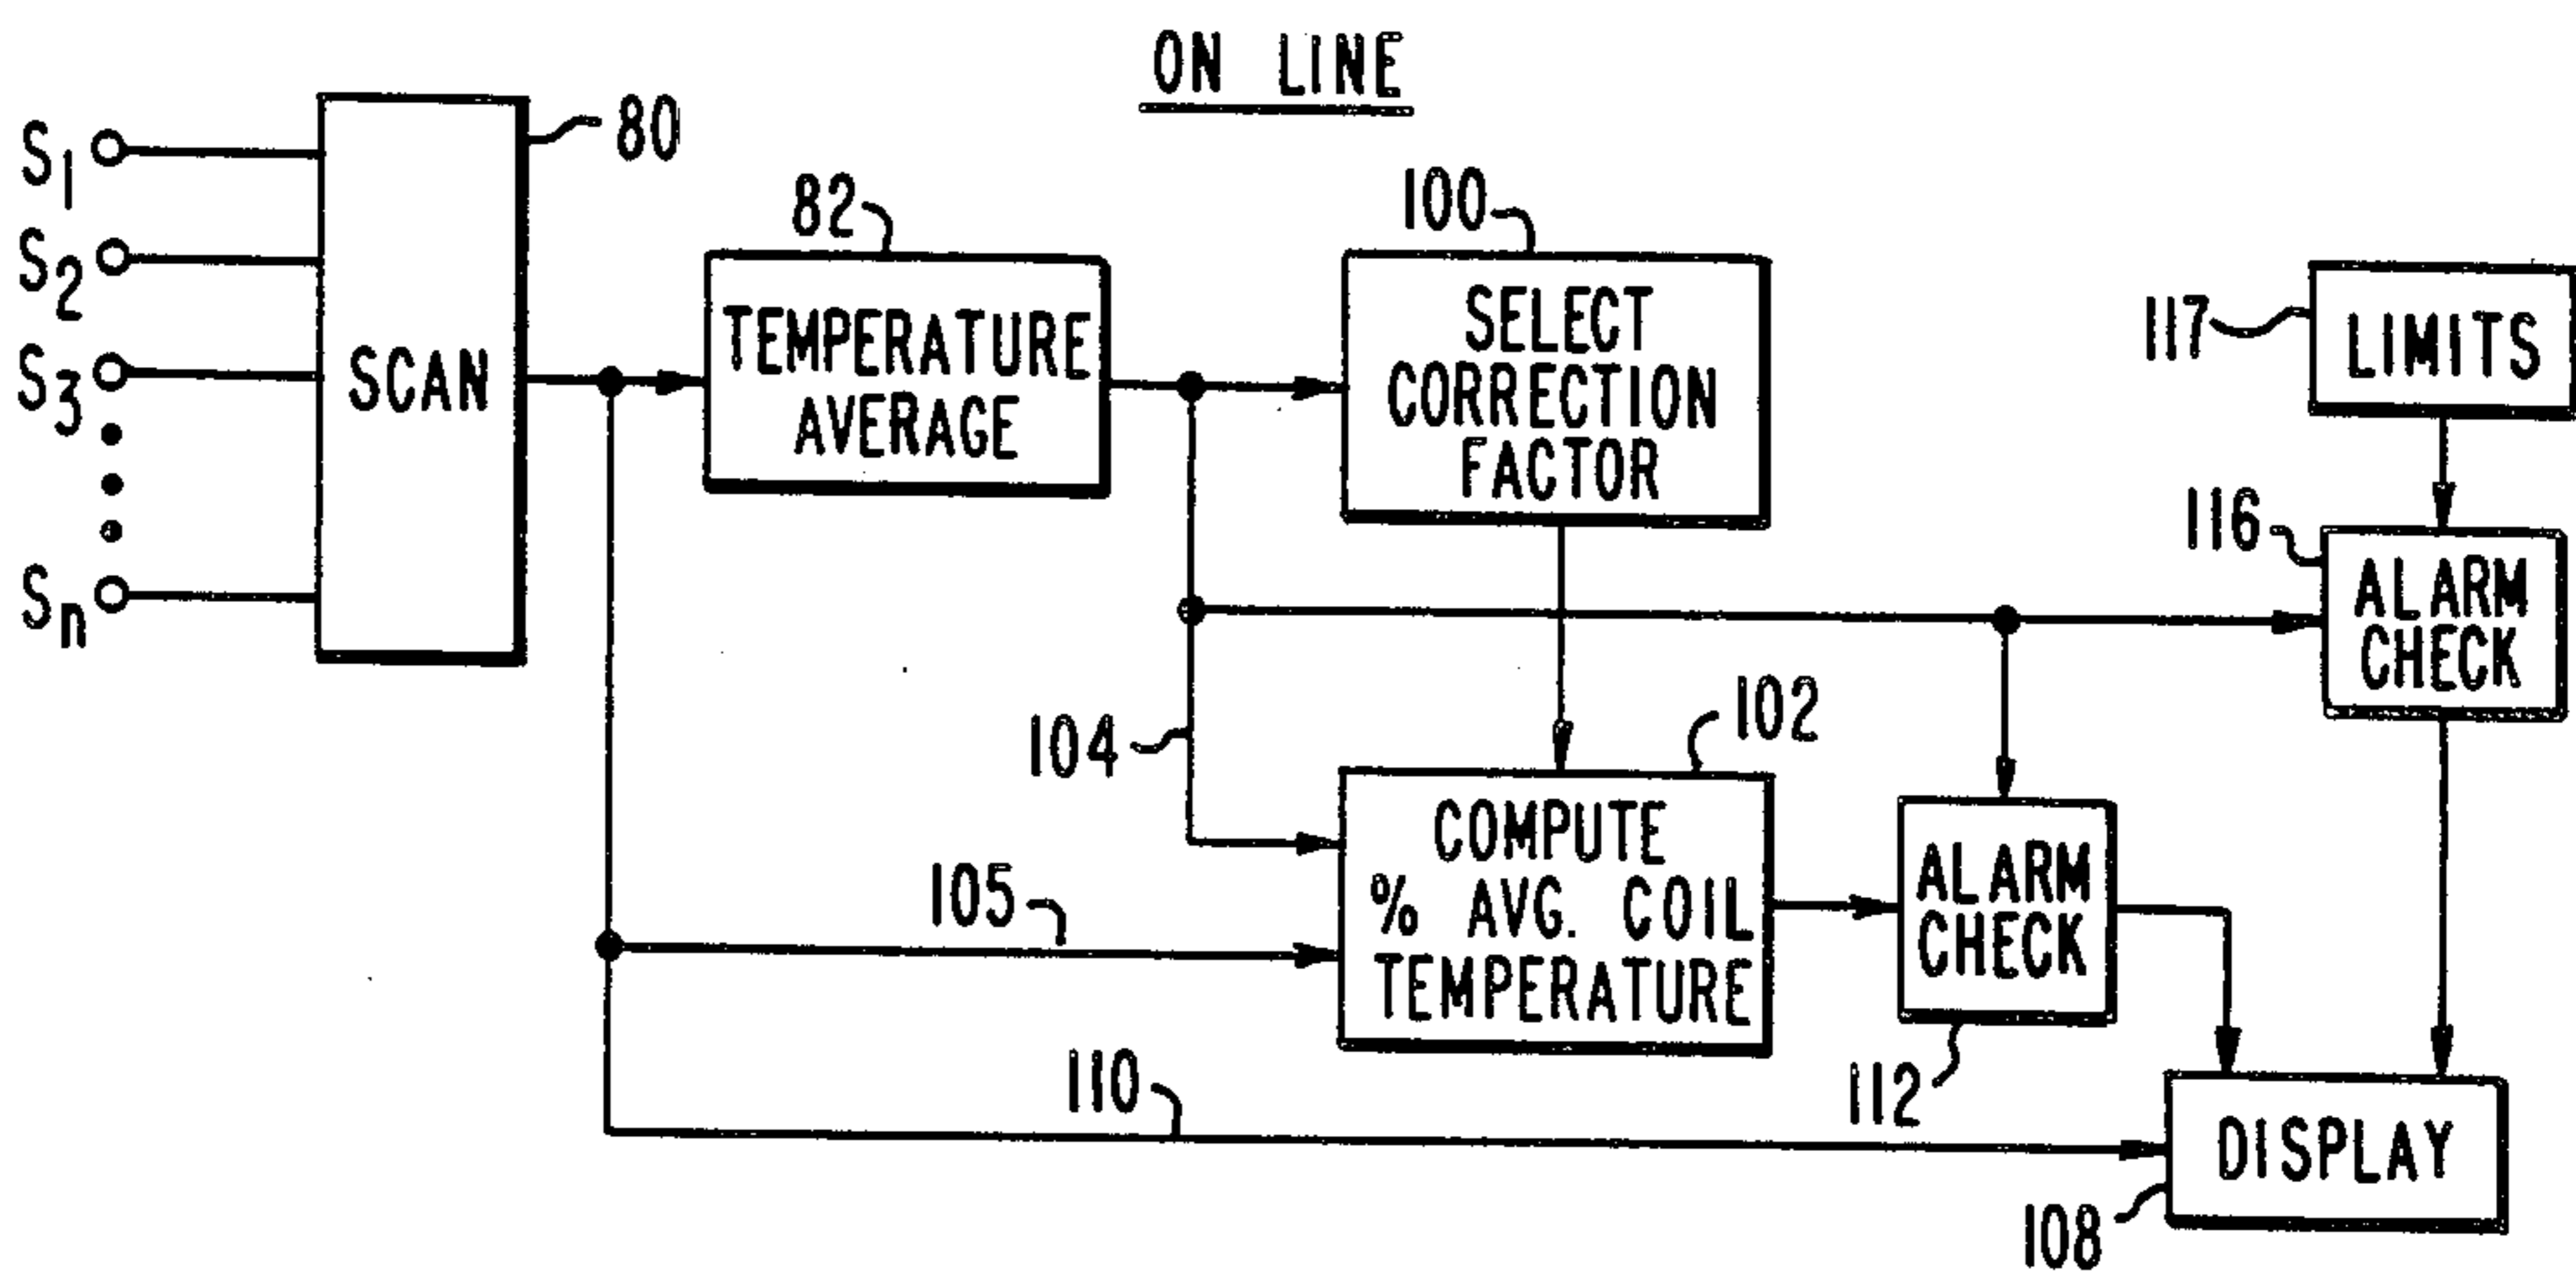 ON LINE
S1
S2
S3
Sn
SCAN
80
82
TEMPERATURE
AVERAGE
100
SELECT
CORRECTION
FACTOR
117
LIMITS
116
ALARM
CHECK
104
105
102
COMPUTE
% AVG. COIL
TEMPERATURE
ALARM
CHECK
112
110
DISPLAY
108